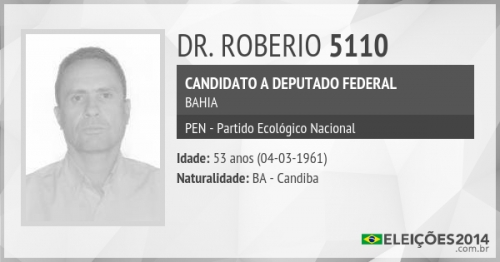 DR. ROBERIO 5110
CANDIDATO A DEPUTADO FEDERAL
BAHIA
PEN - Partido Ecológico Nacional
Idade: 53 anos (04-03-1961)
Naturalidade: BA - Candiba
ELEIÇÕES2014
.com.br